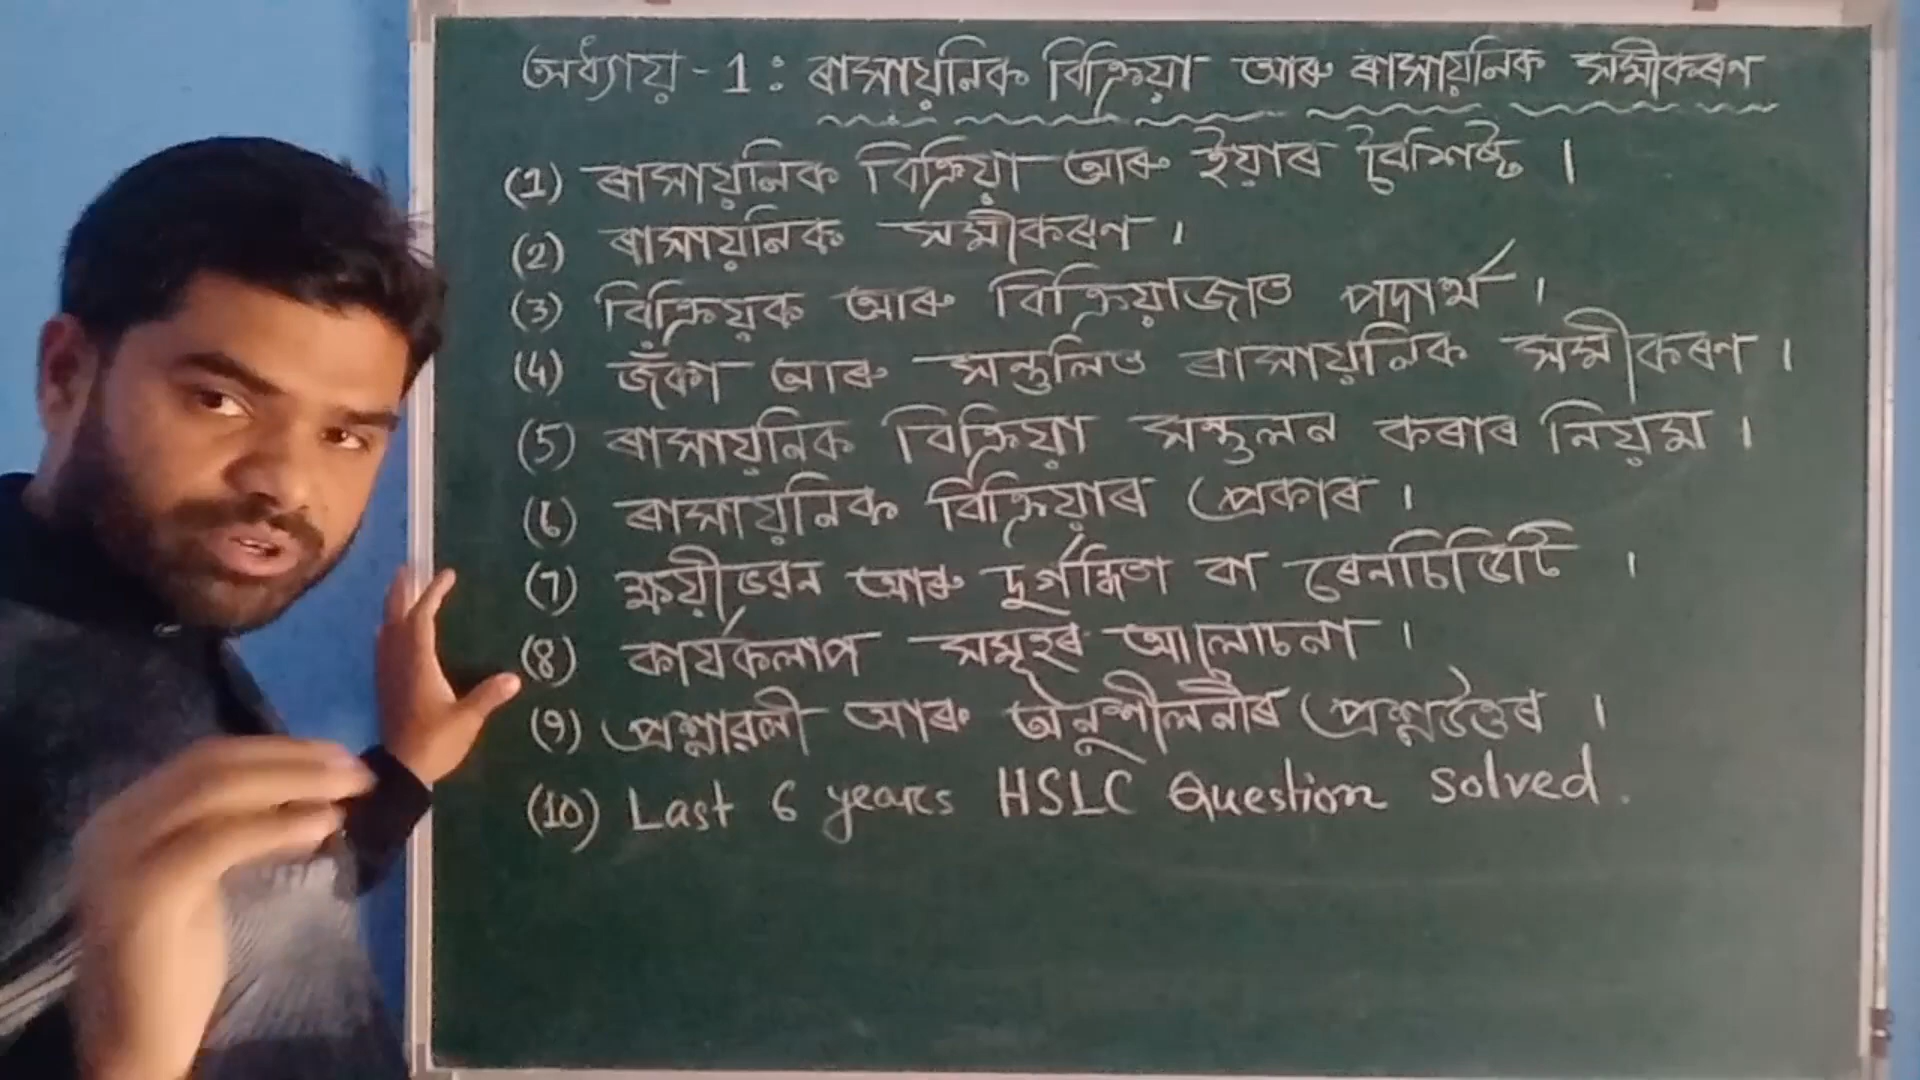 অধ্যায় - 1 : ৰাসায়নিক বিক্ৰিয়া আৰু ৰাসায়নিক সমীকৰণ
(1) ৰাসায়নিক বিক্ৰিয়া আৰু ইয়াৰ বৈশিষ্ট ।
(2) ৰাসায়নিক সমীকৰণ ।
(3) বিক্ৰিয়ক আৰু বিক্ৰিয়াজাত পদাৰ্থ ।
(4) জঁকা আৰু সন্তুলিত ৰাসায়নিক সমীকৰণ ।
(5) ৰাসায়নিক বিক্ৰিয়া সন্তুলন কৰাৰ নিয়ম ।
(6) ৰাসায়নিক বিক্ৰিয়াৰ প্ৰকাৰ ।
(7) ক্ষয়ীভৱন আৰু দুৰ্গন্ধিতা বা ৰেনচিডিটি ।
(8) কাৰ্যকলাপ সমূহৰ আলোচনা ।
(9) প্ৰশ্নাৱলী আৰু অনুশীলনীৰ প্ৰশ্নউত্তৰ ।
(10) Last 6 years HSLC Question solved.